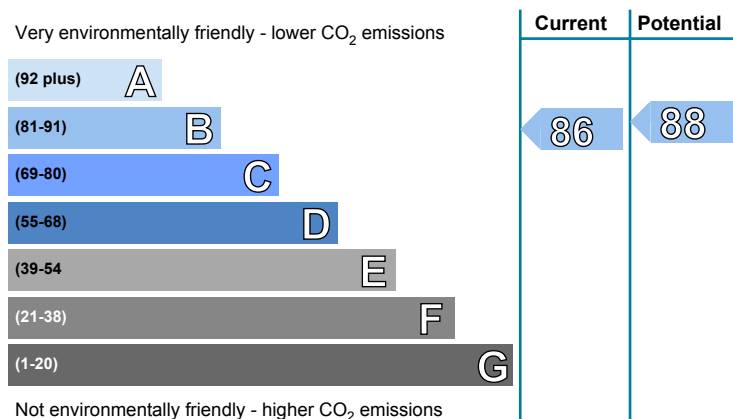 Very environmentally friendly - lower CO₂ emissions
Current
Potential
(92 plus) A
(81-91) B
(69-80) C
(55-68) D
(39-54 E
(21-38) F
(1-20) G
86
88
Not environmentally friendly - higher CO₂ emissions